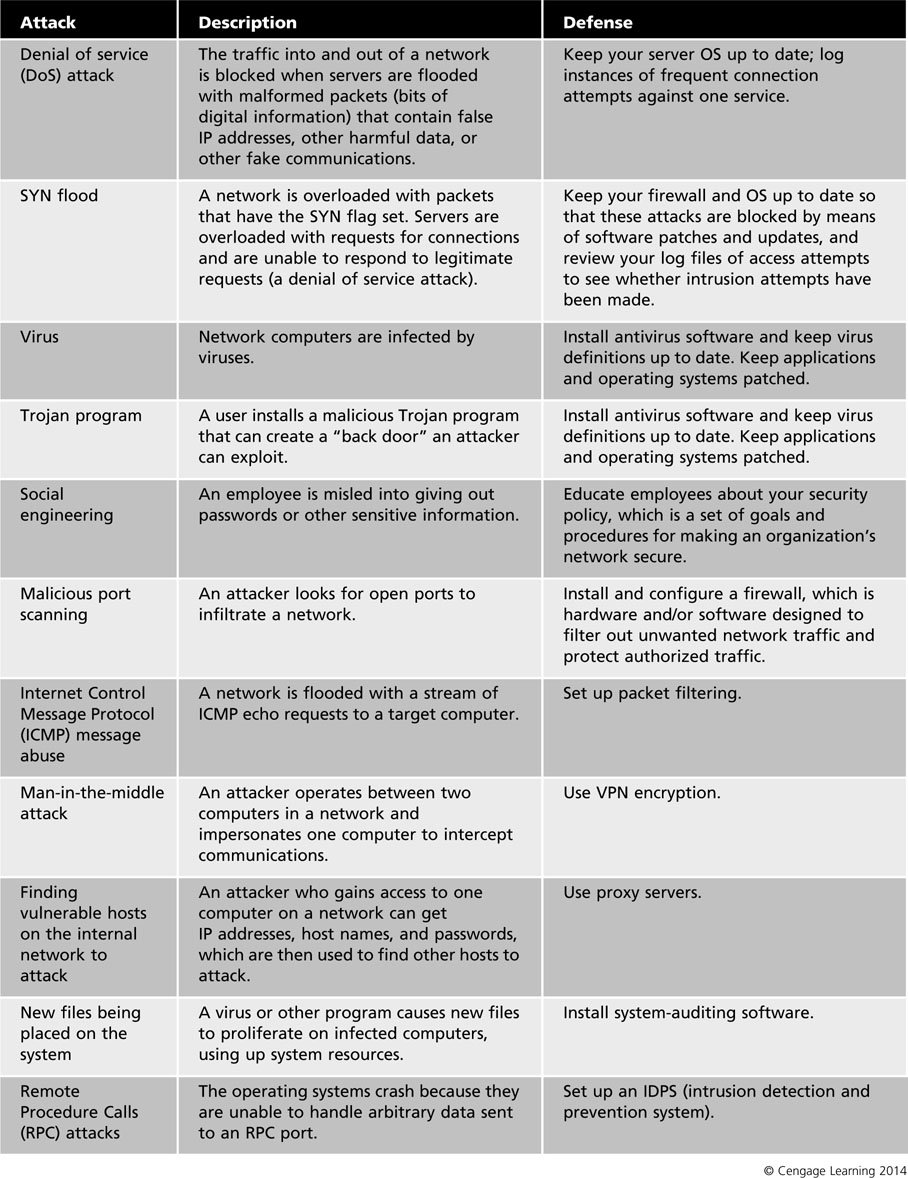 Attack Description Defense
Denial of service
(DoS) attack
The traffic into and out of a network
is blocked when servers are flooded
with malformed packets (bits of
digital information) that contain false
IP addresses, other harmful data, or
other fake communications.
Keep your server OS up to date; log
instances of frequent connection
attempts against one service.
SYN flood
A network is overloaded with packets
that have the SYN flag set. Servers are
overloaded with requests for connections
and are unable to respond to legitimate
requests (a denial of service attack).
Keep your firewall and OS up to date so
that these attacks are blocked by means
of software patches and updates, and
review your log files of access attempts
to see whether intrusion attempts have
been made.
Virus
Network computers are infected by
viruses.
Install antivirus software and keep virus
definitions up to date. Keep applications
and operating systems patched.
Trojan program
A user installs a malicious Trojan program
that can create a “back door” an attacker
can exploit.
Install antivirus software and keep virus
definitions up to date. Keep applications
and operating systems patched.
Social
engineering
An employee is misled into giving out
passwords or other sensitive information.
Educate employees about your security
policy, which is a set of goals and
procedures for making an organization’s
network secure.
Malicious port
scanning
An attacker looks for open ports to
infiltrate a network.
Install and configure a firewall, which is
hardware and/or software designed to
filter out unwanted network traffic and
protect authorized traffic.
Internet Control
Message Protocol
(ICMP) message
abuse
A network is flooded with a stream of
ICMP echo requests to a target computer.
Set up packet filtering.
Man-in-the-middle
attack
An attacker operates between two
computers in a network and
impersonates one computer to intercept
communications.
Use VPN encryption.
Finding
vulnerable hosts
on the internal
network to
attack
An attacker who gains access to one
computer on a network can get
IP addresses, host names, and passwords,
which are then used to find other hosts to
attack.
Use proxy servers.
New files being
placed on the
system
A virus or other program causes new files
to proliferate on infected computers,
using up system resources.
Install system-auditing software.
Remote
Procedure Calls
(RPC) attacks
The operating systems crash because they
are unable to handle arbitrary data sent
to an RPC port.
Set up an IDPS (intrusion detection and
prevention system).
© Cengage Learning 2014